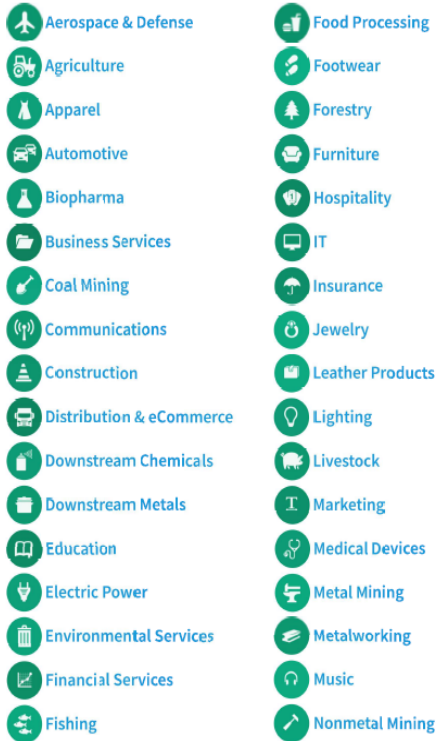 Aerospace & Defense
Agriculture
Apparel
Automotive
Biopharma
Business Services
Coal Mining
Communications
Construction
Distribution & eCommerce
Downstream Chemicals
Downstream Metals
Education
Electric Power
Environmental Services
Financial Services
Fishing
Food Processing
Footwear
Forestry
Furniture
Hospitality
IT
Insurance
Jewelry
Leather Products
Lighting
Livestock
Marketing
Medical Devices
Metal Mining
Metalworking
Music
Nonmetal Mining